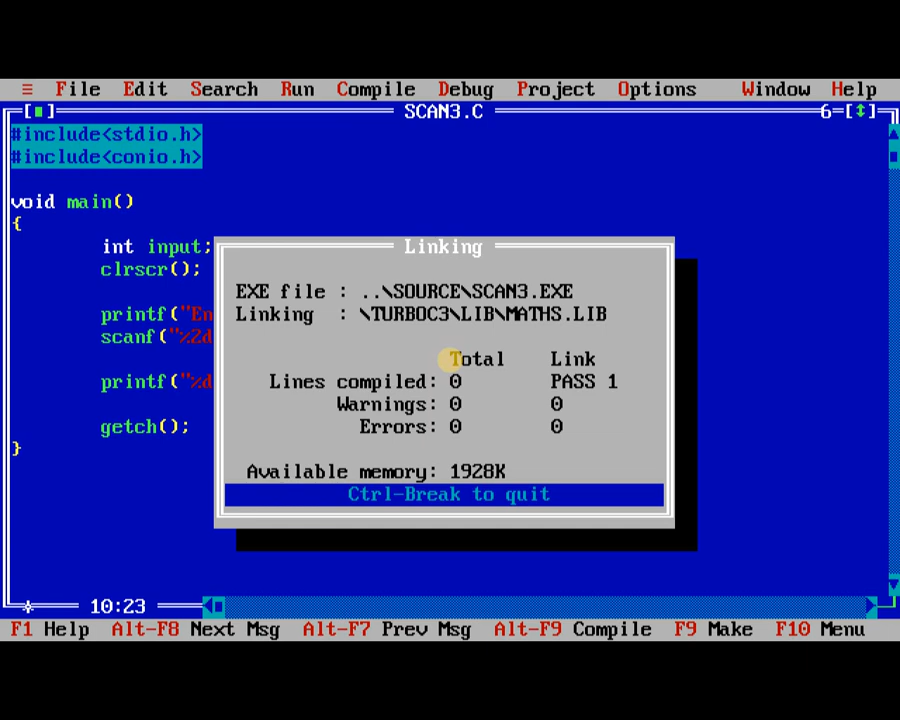 ≡ File Edit Search Run Compile Debug Project Options Window Help
[■] SCAN3.C 6=[↕]
#include<stdio.h>
#include<conio.h>
void main()
{
int input;
clrscr();
printf("En
scanf("%2d
printf("%d
getch();
}
Linking
EXE file : ..\SOURCE\SCAN3.EXE
Linking : \TURBOC3\LIB\MATHS.LIB
Total Link
Lines compiled: 0 PASS 1
Warnings: 0 0
Errors: 0 0
Available memory: 1928K
Ctrl-Break to quit
10:23
F1 Help Alt-F8 Next Msg Alt-F7 Prev Msg Alt-F9 Compile F9 Make F10 Menu